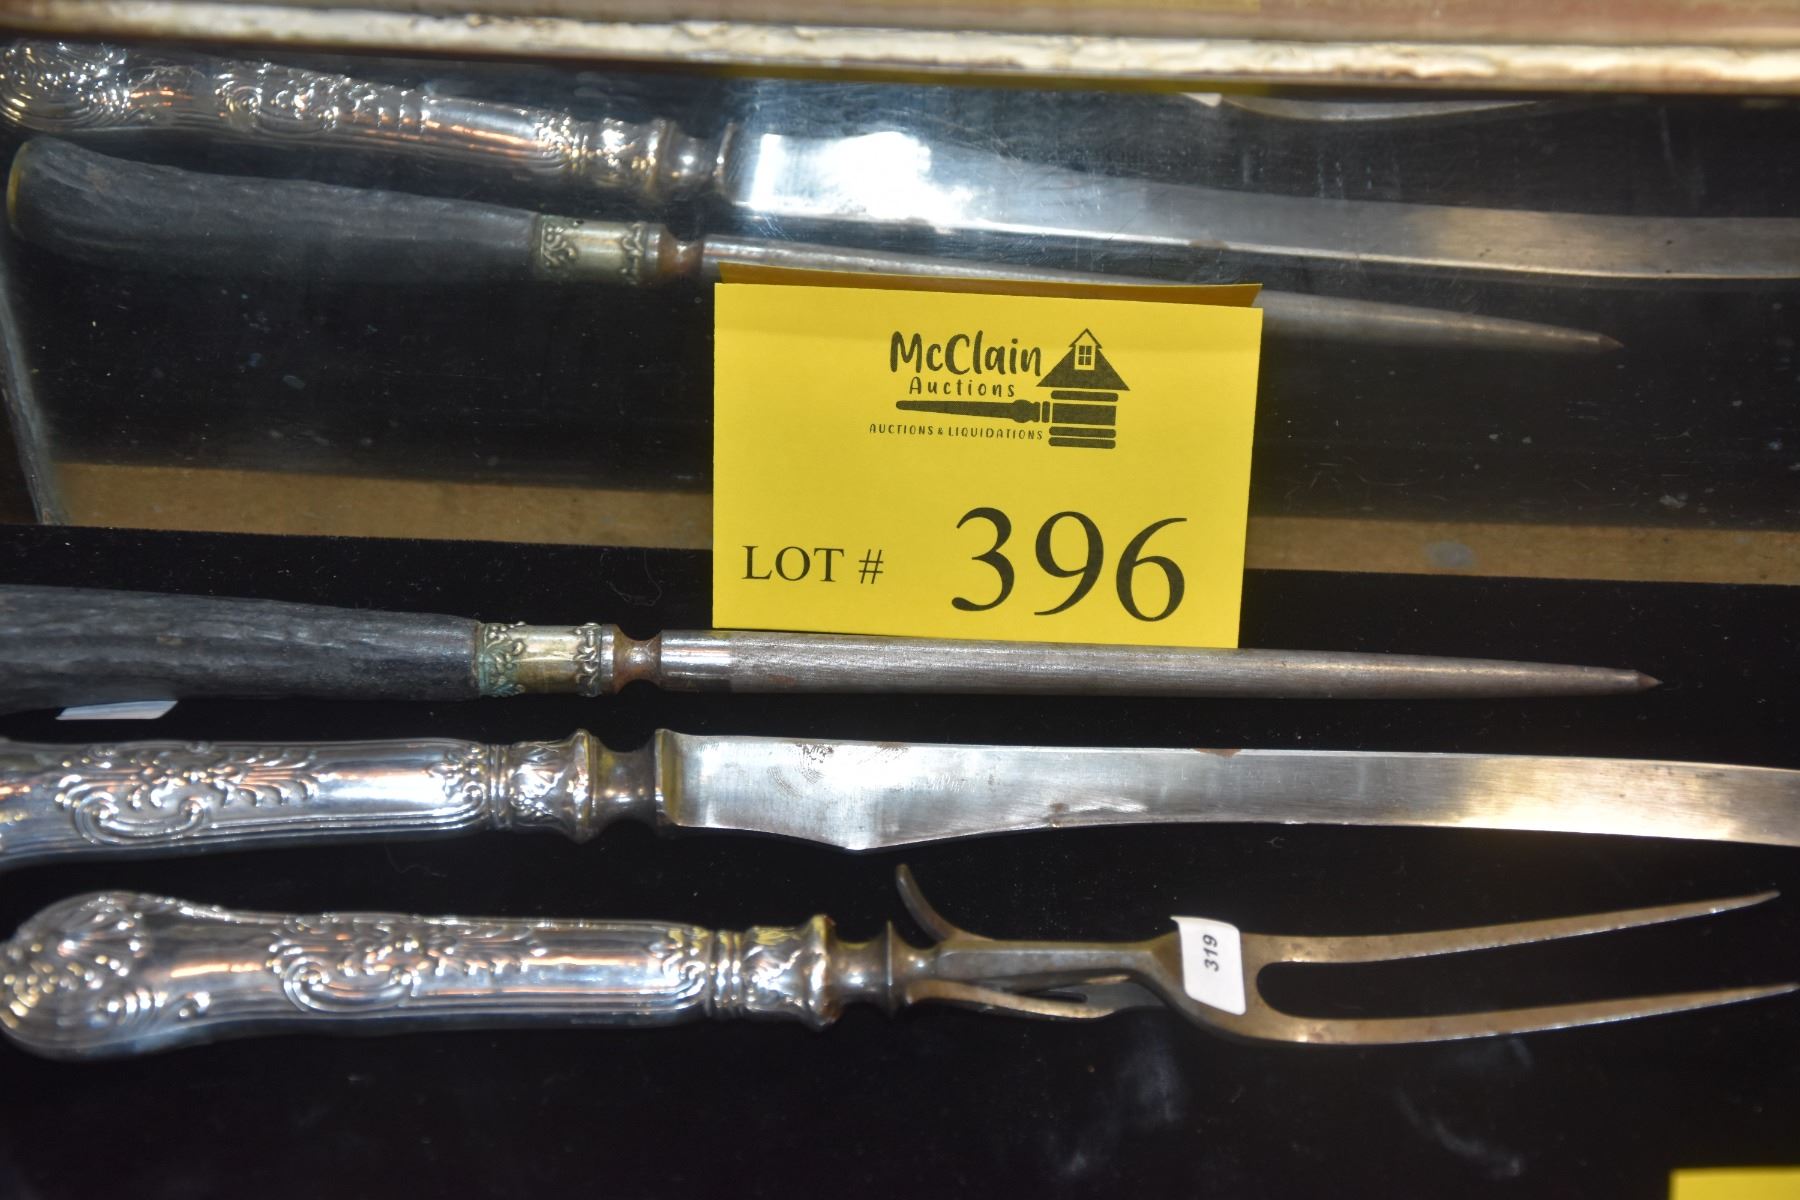 McClain
Auctions
AUCTIONS & LIQUIDATIONS
LOT # 396
319